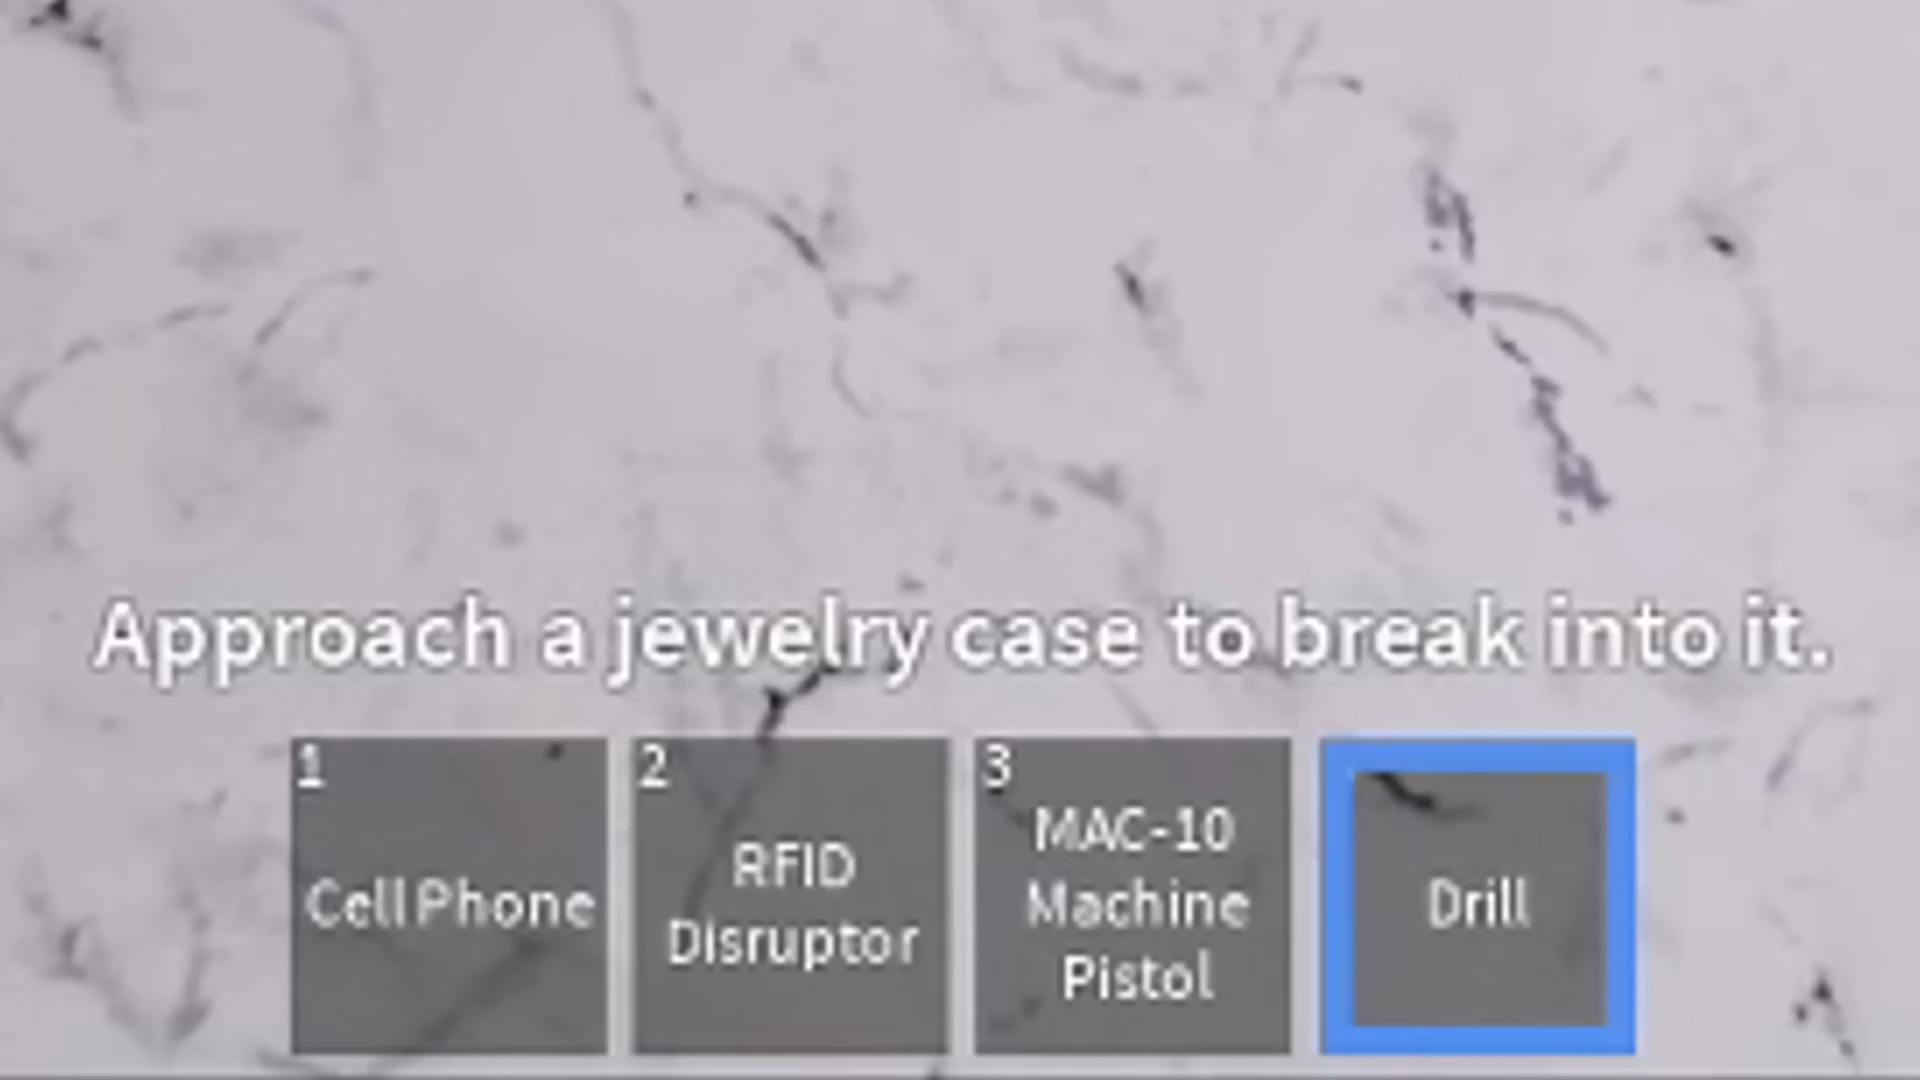 Approach a jewelry case to break into it.
1
Cell Phone
2
RFID
Disruptor
3
MAC-10
Machine
Pistol
Drill